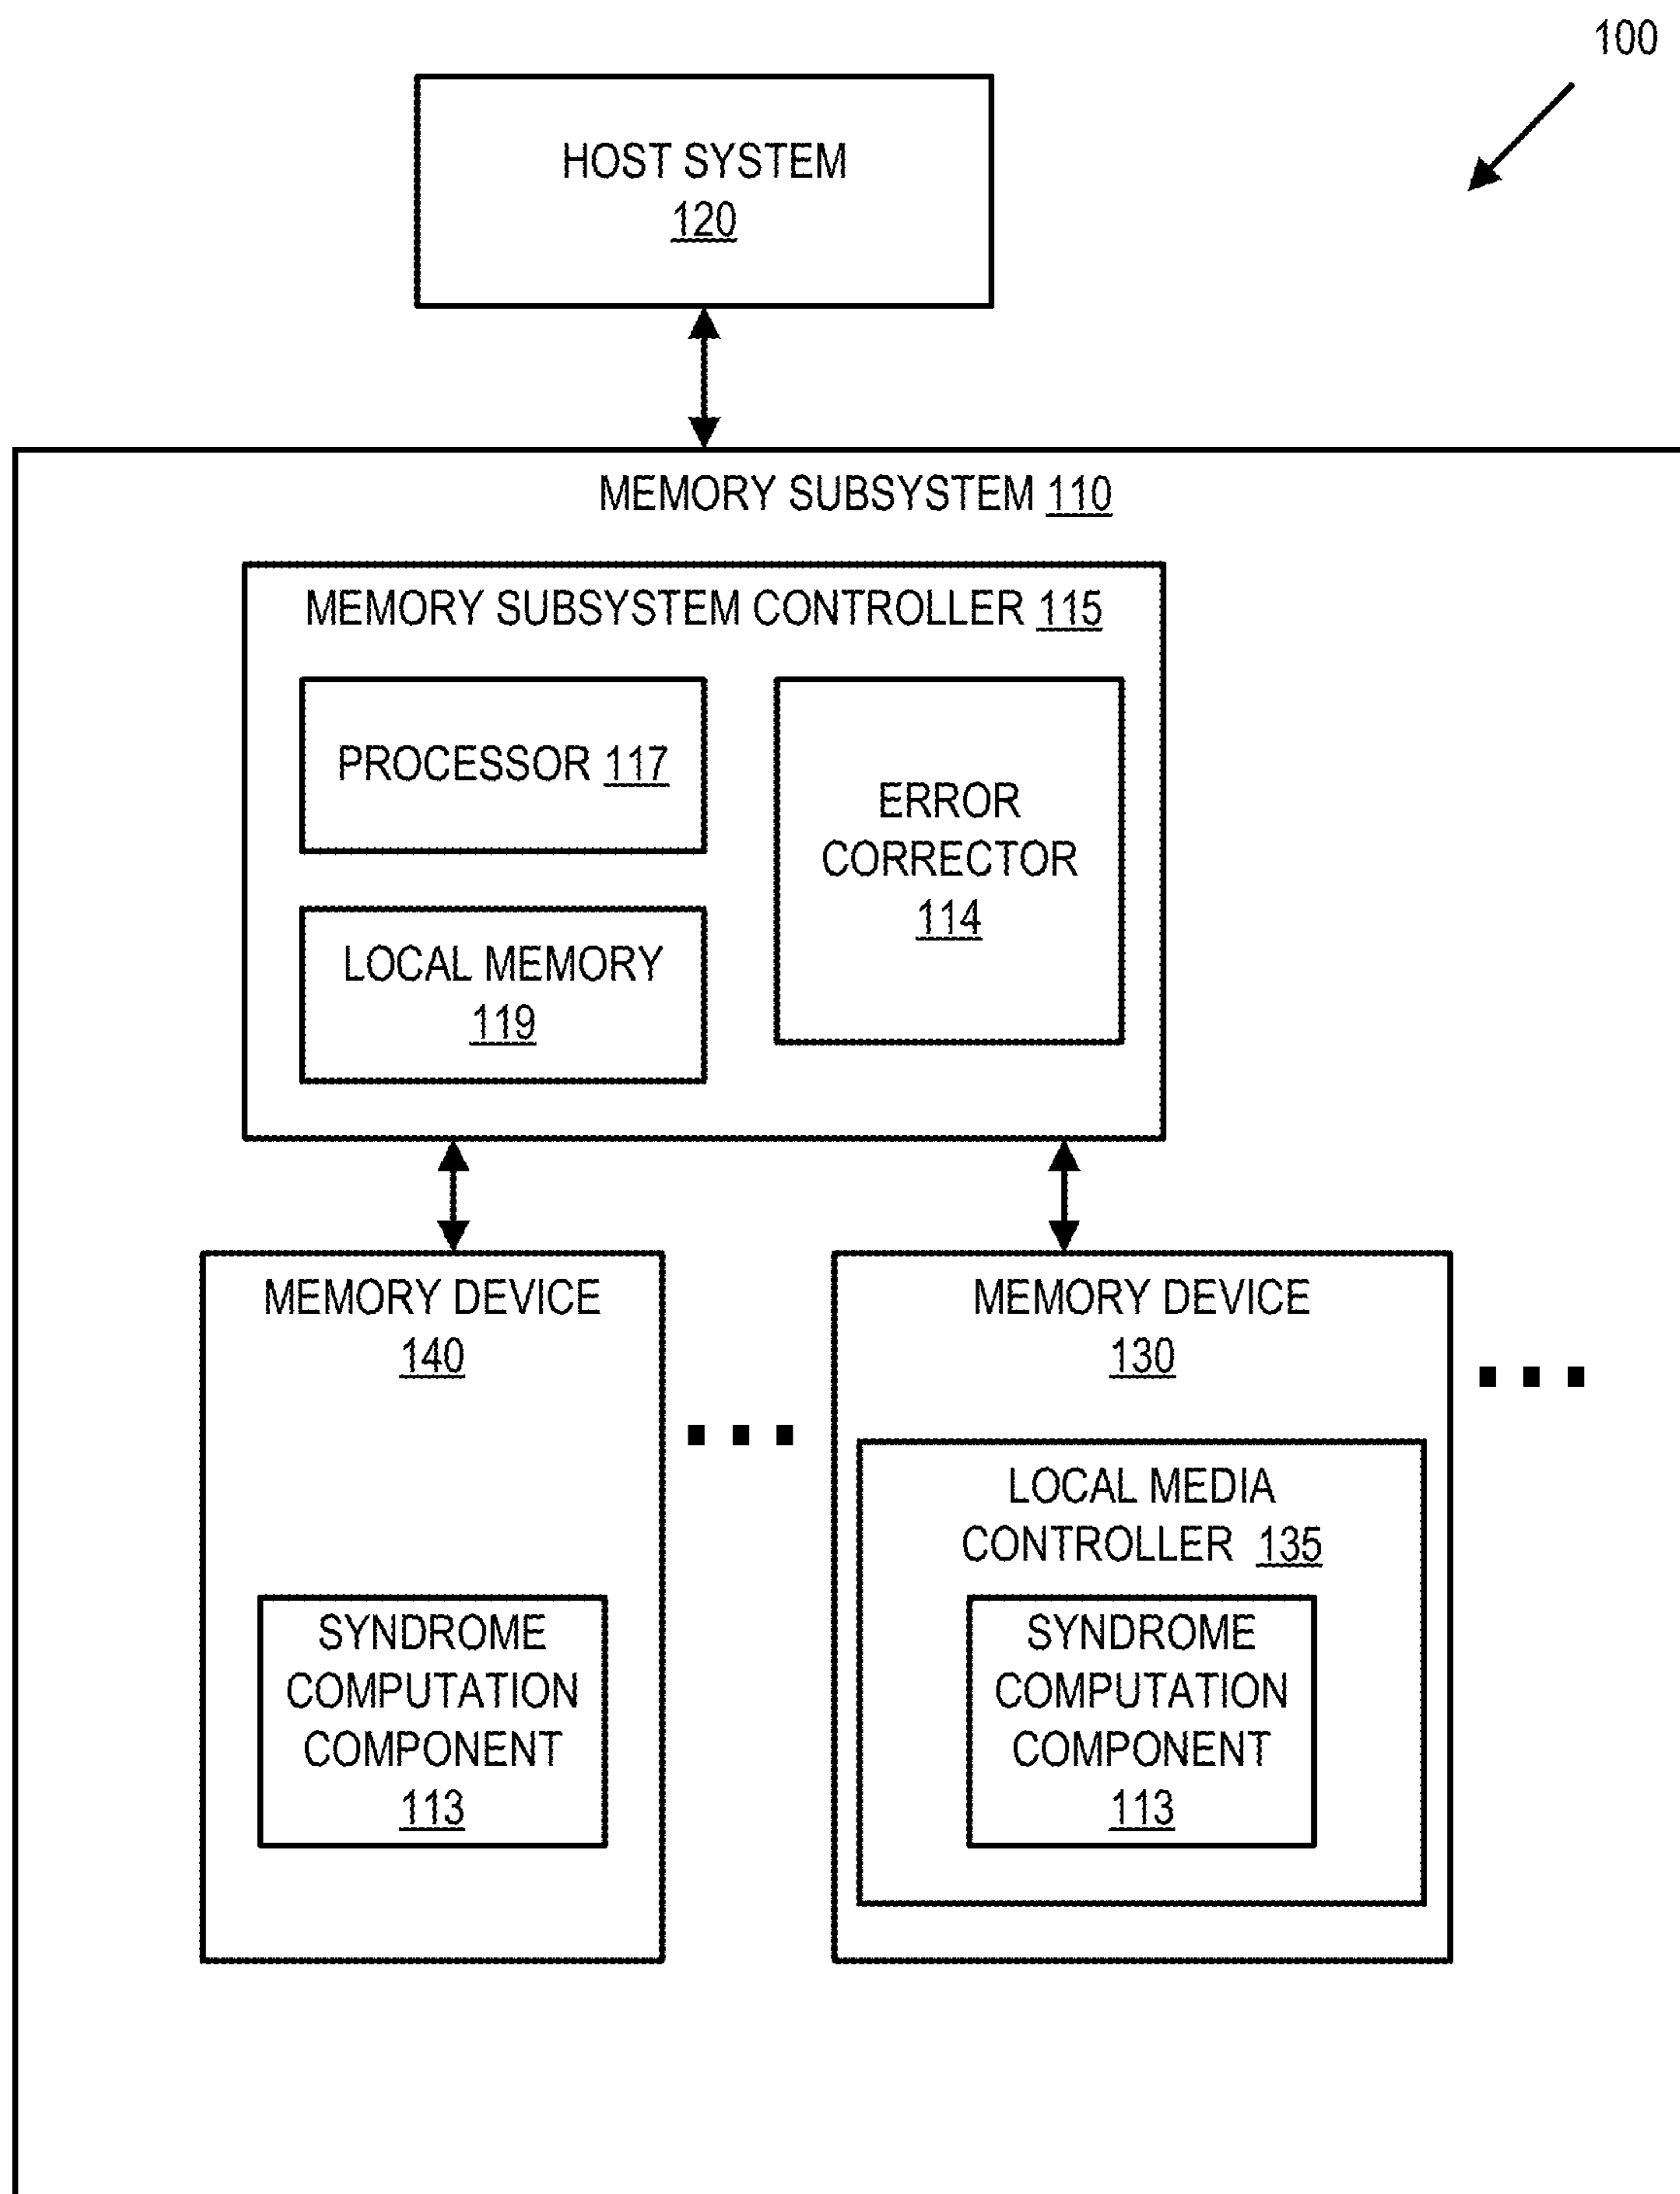 100
HOST SYSTEM
120
MEMORY SUBSYSTEM 110
MEMORY SUBSYSTEM CONTROLLER 115
PROCESSOR 117
LOCAL MEMORY
119
ERROR
CORRECTOR
114
MEMORY DEVICE
140
SYNDROME
COMPUTATION
COMPONENT
113
MEMORY DEVICE
130
LOCAL MEDIA
CONTROLLER 135
SYNDROME
COMPUTATION
COMPONENT
113